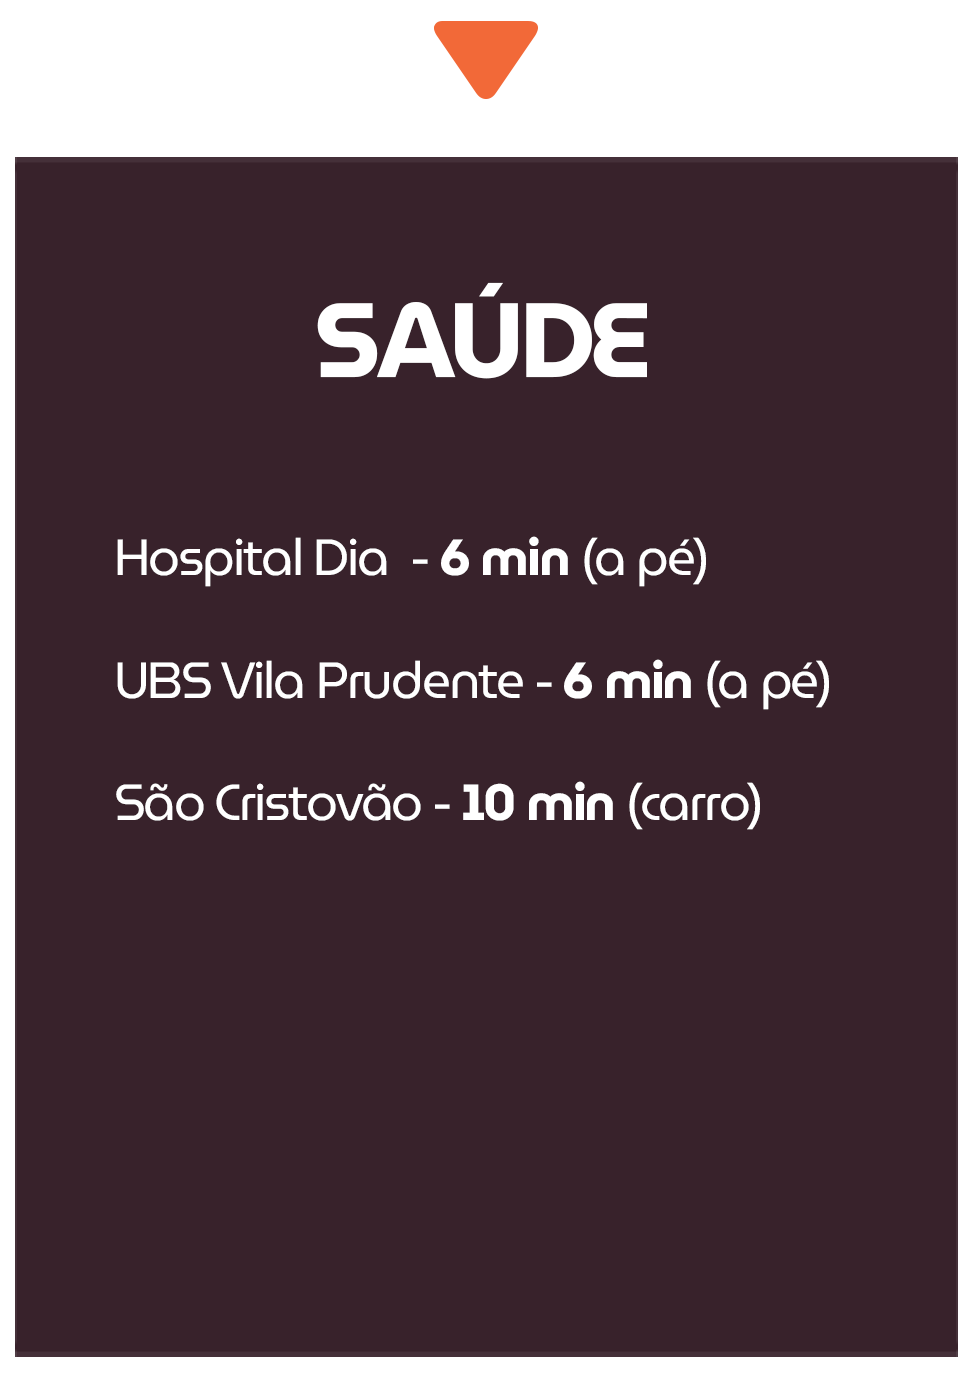 SAÚDE
Hospital Dia - 6 min (a pé)
UBS Vila Prudente - 6 min (a pé)
São Cristovão - 10 min (carro)